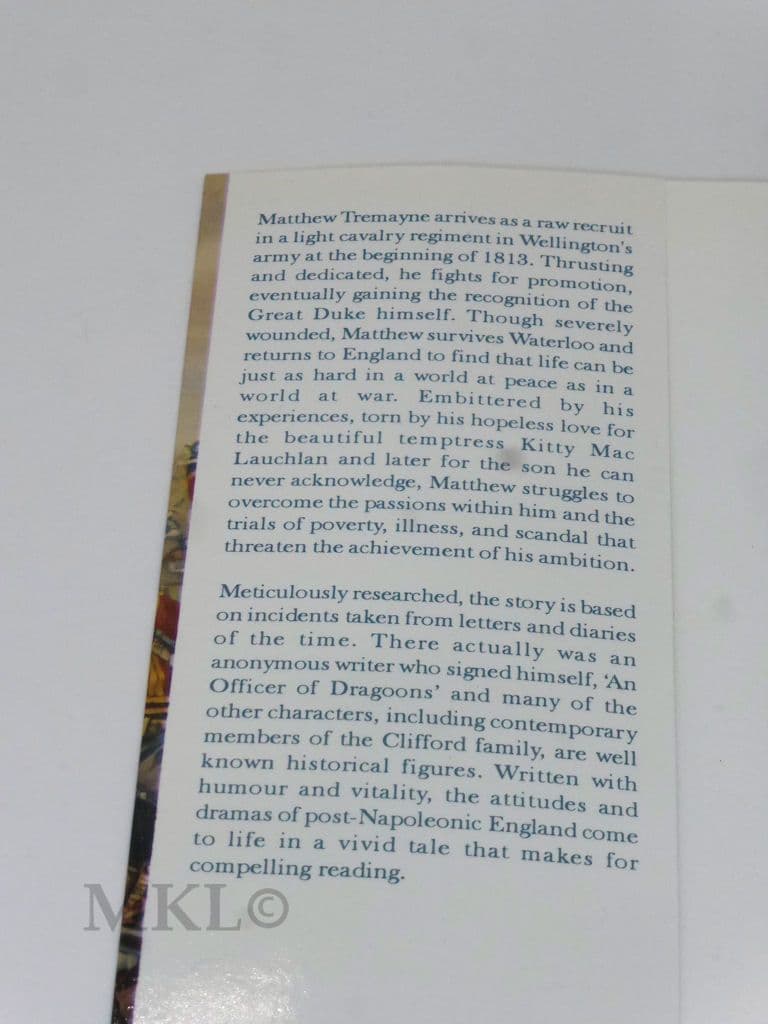 Matthew Tremayne arrives as a raw recruit
in a light cavalry regiment in Wellington's
army at the beginning of 1813. Thrusting
and dedicated, he fights for promotion,
eventually gaining the recognition of the
Great Duke himself. Though severely
wounded, Matthew survives Waterloo and
returns to England to find that life can be
just as hard in a world at peace as in a
world at war. Embittered by his
experiences, torn by his hopeless love for
the beautiful temptress Kitty Mac
Lauchlan and later for the son he can
never acknowledge, Matthew struggles to
overcome the passions within him and the
trials of poverty, illness, and scandal that
threaten the achievement of his ambition.
Meticulously researched, the story is based
on incidents taken from letters and diaries
of the time. There actually was an
anonymous writer who signed himself, ‘An
Officer of Dragoons’ and many of the
other characters, including contemporary
members of the Clifford family, are well
known historical figures. Written with
humour and vitality, the attitudes and
dramas of post-Napoleonic England come
to life in a vivid tale that makes for
compelling reading.
MKL©